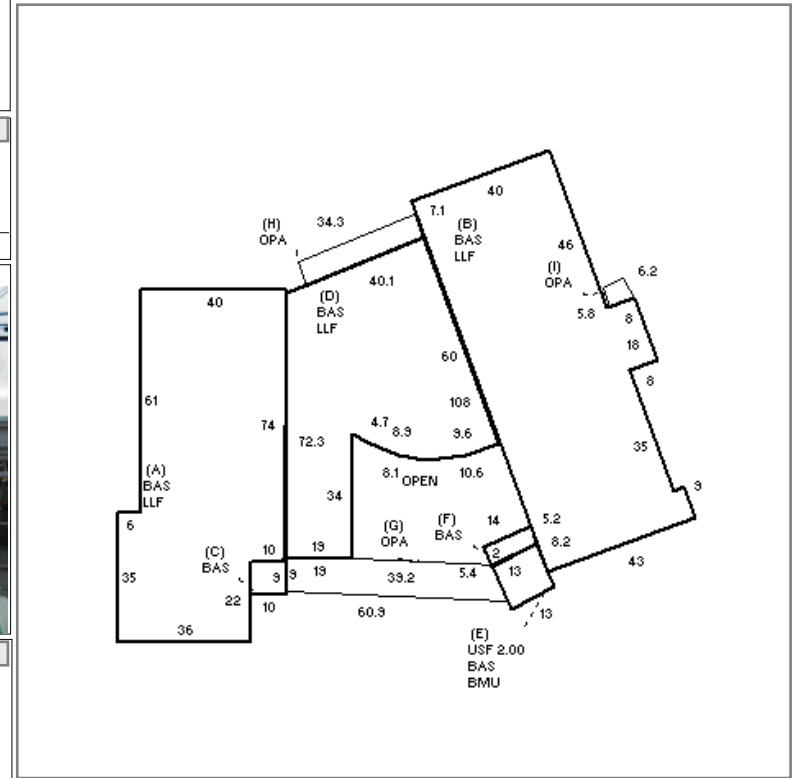 40
7.1
(B)
BAS
LLF
34.3
(H)
OPA
46
6.2
(I)
OPA
40.1
5.8
8
(D)
BAS
LLF
40
18
60
8
61
108
74
4.7
8.9
9.6
72.3
35
(A)
BAS
LLF
8.1
OPEN
10.6
9
34
6
14
5.2
(F)
BAS
(G)
OPA
8.2
(C)
BAS
10
19
2
43
35
9
9
19
39.2
5.4
13
22
10
60.9
13
36
(E)
USF 2.00
BAS
BMU